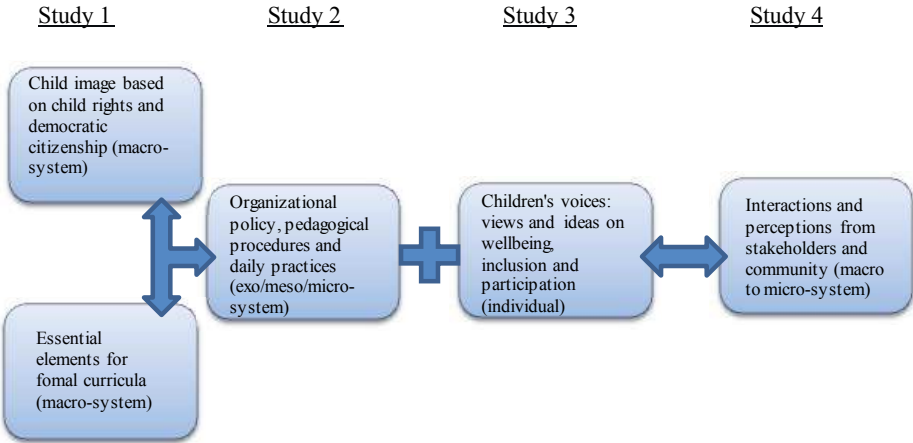 Study 1
Study 2
Study 3
Study 4
Child image based
on child rights and
democratic
citizenship (macro-
system)
Essential
elements for
fomal curricula
(macro-system)
Organizational
policy, pedagogical
procedures and
daily practices
(exo/meso/micro-
system)
Children's voices:
views and ideas on
wellbeing,
inclusion and
participation
(individual)
Interactions and
perceptions from
stakeholders and
community (macro
to micro-system)